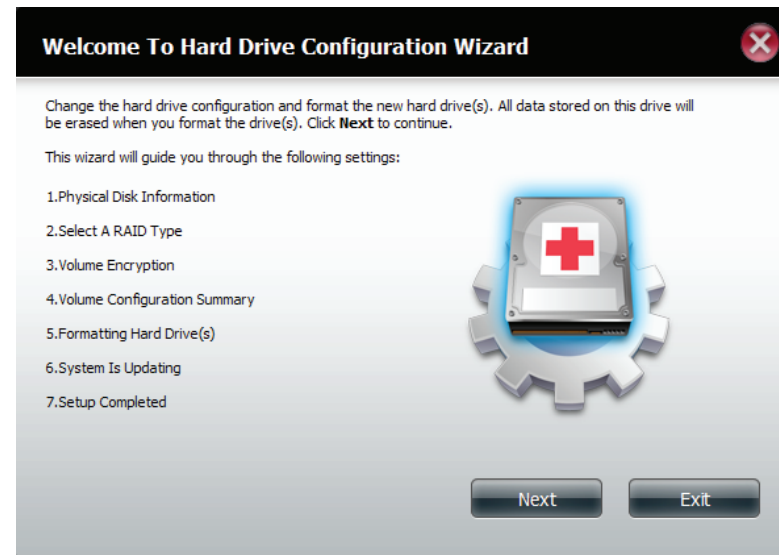 Welcome To Hard Drive Configuration Wizard
Change the hard drive configuration and format the new hard drive(s). All data stored on this drive will
be erased when you format the drive(s). Click Next to continue.
This wizard will guide you through the following settings:
1.Physical Disk Information
2.Select A RAID Type
3.Volume Encryption
4.Volume Configuration Summary
5.Formatting Hard Drive(s)
6.System Is Updating
7.Setup Completed
Next
Exit